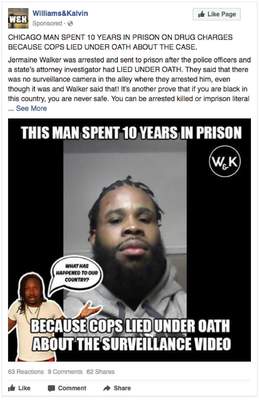 Williams&Kalvin
Like Page
Sponsored ·
CHICAGO MAN SPENT 10 YEARS IN PRISON ON DRUG CHARGES
BECAUSE COPS LIED UNDER OATH ABOUT THE CASE.
Jermaine Walker was arrested and sent to prison after the police officers and
a state's attorney investigator had LIED UNDER OATH. They said that there
was no surveillance camera in the alley where they arrested him, even
though it was and Walker said that! It's another prove that if you are black in
this country, you are never safe. You can be arrested killed or imprison literal
... See More
THIS MAN SPENT 10 YEARS IN PRISON
W&K
WHAT HAS
HAPPENED TO OUR
COUNTRY?
BECAUSE COPS LIED UNDER OATH
ABOUT THE SURVEILLANCE VIDEO
63 Reactions 9 Comments 62 Shares
Like Comment Share